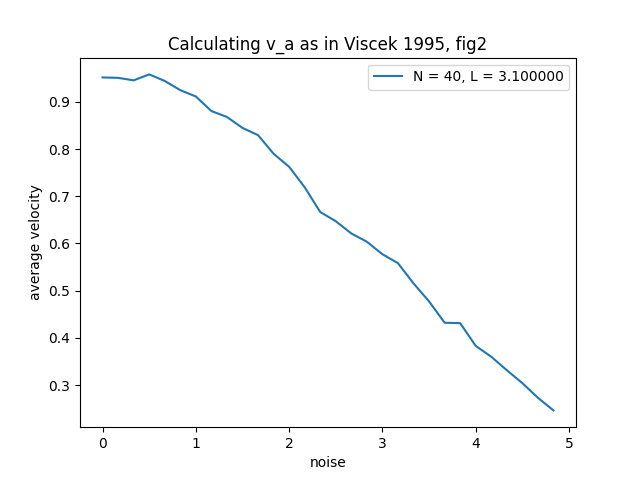 Calculating v_a as in Viscek 1995, fig2
N = 40, L = 3.100000
average velocity
0.9
0.8
0.7
0.6
0.5
0.4
0.3
0 1 2 3 4 5
noise